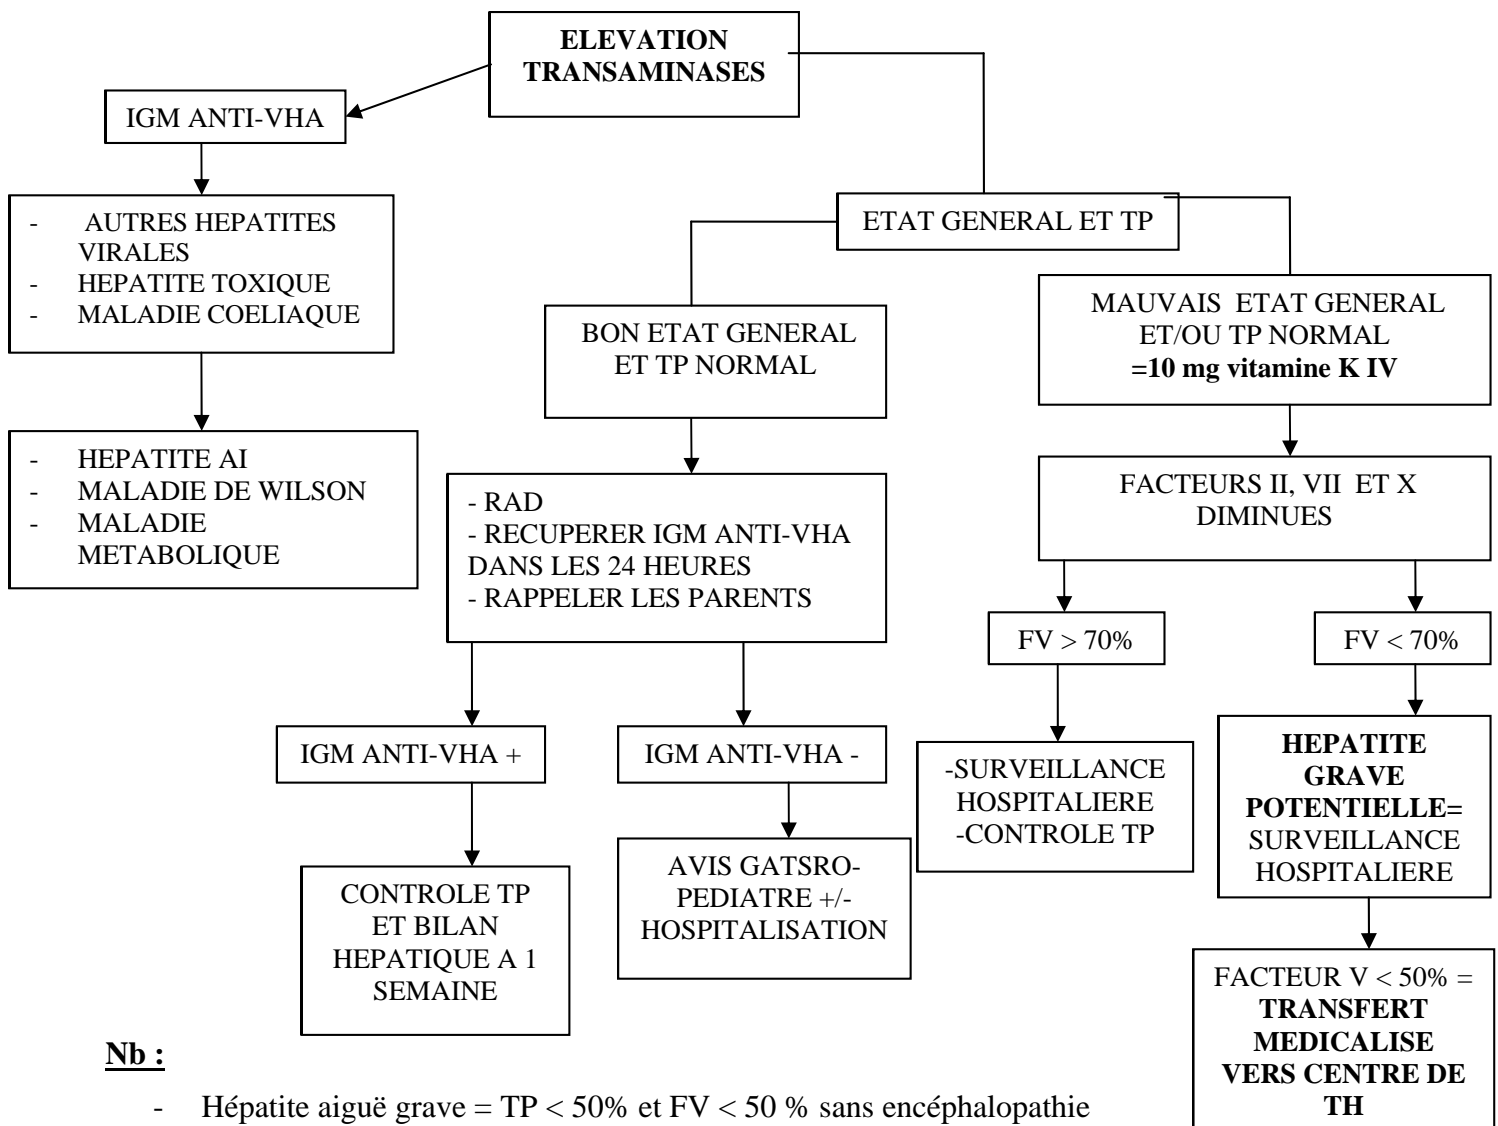 ELEVATION
TRANSAMINASES
IGM ANTI-VHA
- AUTRES HEPATITES
VIRALES
- HEPATITE TOXIQUE
- MALADIE COELIAQUE
- HEPATITE AI
- MALADIE DE WILSON
- MALADIE
METABOLIQUE
ETAT GENERAL ET TP
BON ETAT GENERAL
ET TP NORMAL
- RAD
- RECUPERER IGM ANTI-VHA
DANS LES 24 HEURES
- RAPPELER LES PARENTS
IGM ANTI-VHA +
CONTROLE TP
ET BILAN
HEPATIQUE A 1
SEMAINE
IGM ANTI-VHA -
AVIS GATSRO-
PEDIATRE +/-
HOSPITALISATION
MAUVAIS ETAT GENERAL
ET/OU TP NORMAL
=10 mg vitamine K IV
FACTEURS II, VII ET X
DIMINUES
FV > 70%
-SURVEILLANCE
HOSPITALIERE
-CONTROLE TP
FV < 70%
HEPATITE
GRAVE
POTENTIELLE=
SURVEILLANCE
HOSPITALIERE
FACTEUR V < 50% =
TRANSFERT
MEDICALISE
VERS CENTRE DE
TH
Nb :
- Hépatite aiguë grave = TP < 50% et FV < 50 % sans encéphalopathie